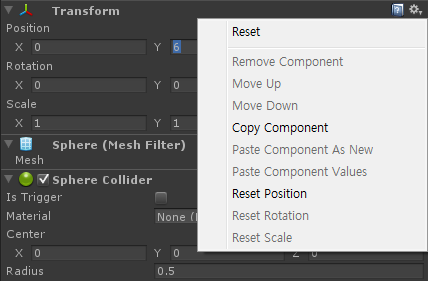 Transform
Reset
Position
X 0 Y 6
Remove Component
Rotation
Move Up
X 0 Y 0
Move Down
Scale
X 1 Y 1
Copy Component
Sphere (Mesh Filter)
Paste Component As New
Mesh
Paste Component Values
Sphere Collider
Is Trigger
Reset Position
Material None (
Reset Rotation
Center
Reset Scale
X 0 Y 0 Z 0
Radius 0.5